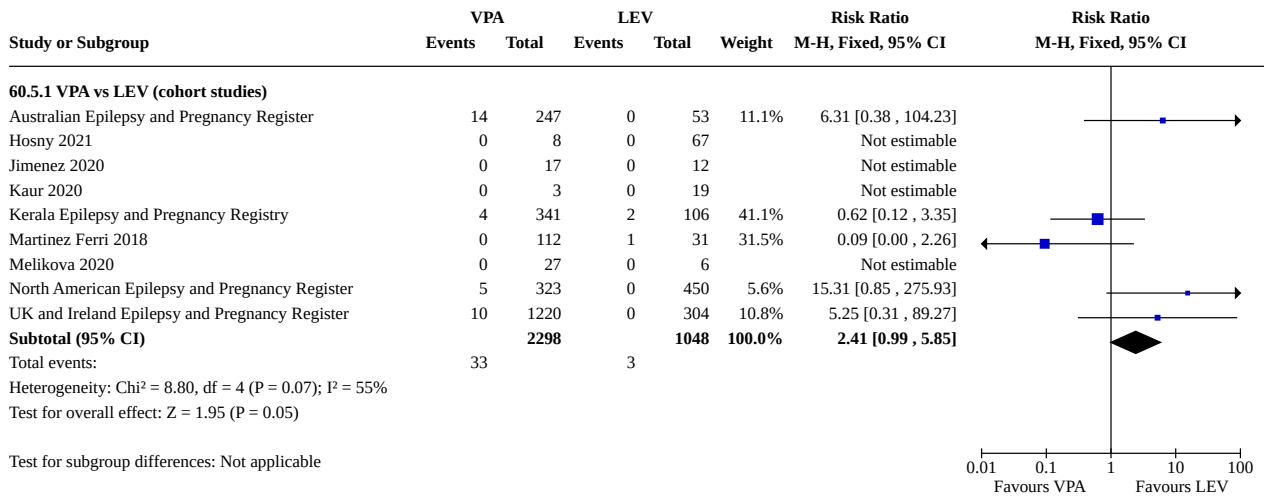 VPA LEV Risk Ratio Risk Ratio
Study or Subgroup Events Total Events Total Weight M-H, Fixed, 95% CI M-H, Fixed, 95% CI
60.5.1 VPA vs LEV (cohort studies)
Australian Epilepsy and Pregnancy Register 14 247 0 53 11.1% 6.31 [0.38 , 104.23]
Hosny 2021 0 8 0 67 Not estimable
Jimenez 2020 0 17 0 12 Not estimable
Kaur 2020 0 3 0 19 Not estimable
Kerala Epilepsy and Pregnancy Registry 4 341 2 106 41.1% 0.62 [0.12 , 3.35]
Martinez Ferri 2018 0 112 1 31 31.5% 0.09 [0.00 , 2.26]
Melikova 2020 0 27 0 6 Not estimable
North American Epilepsy and Pregnancy Register 5 323 0 450 5.6% 15.31 [0.85 , 275.93]
UK and Ireland Epilepsy and Pregnancy Register 10 1220 0 304 10.8% 5.25 [0.31 , 89.27]
Subtotal (95% CI) 2298 1048 100.0% 2.41 [0.99 , 5.85]
Total events: 33 3
Heterogeneity: Chi² = 8.80, df = 4 (P = 0.07); I² = 55%
Test for overall effect: Z = 1.95 (P = 0.05)
Test for subgroup differences: Not applicable
0.01 0.1 1 10 100
Favours VPA Favours LEV